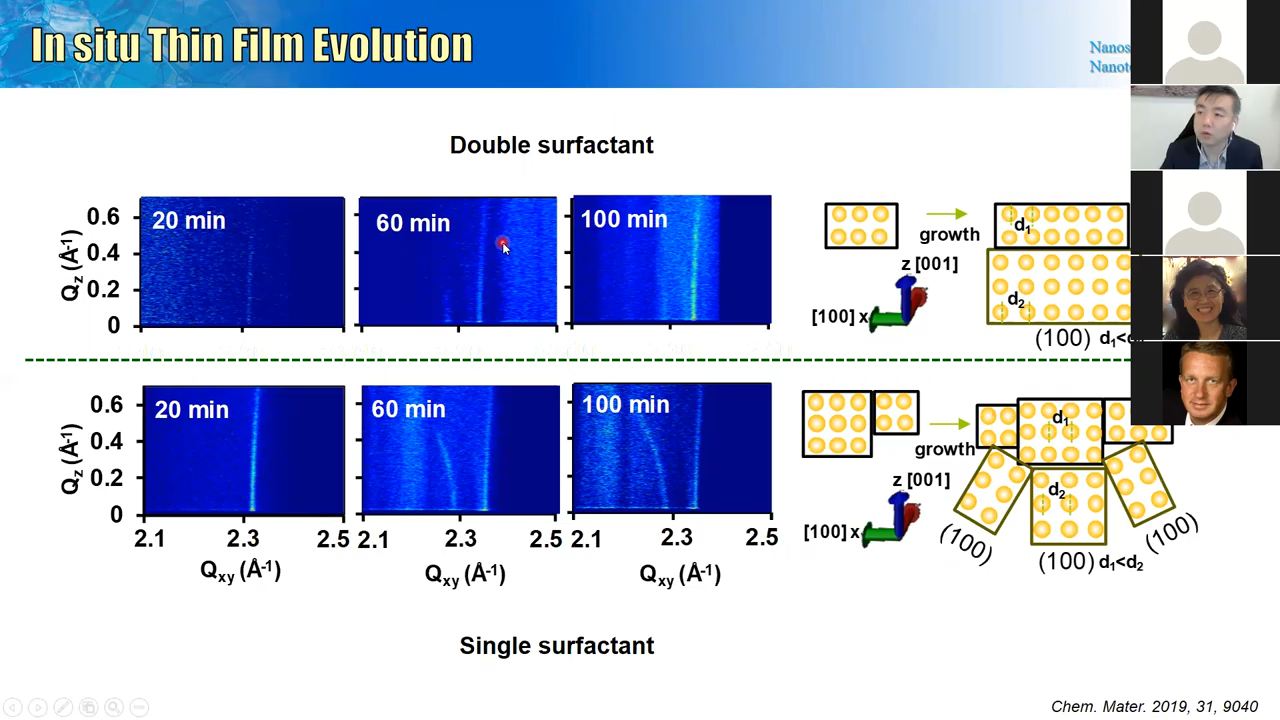 In situ Thin Film Evolution
Double surfactant
20 min
60 min
100 min
0.6
0.4
0.2
0
Qz (Å-1)
growth
d1
d2
z [001]
[100] x
(100)
20 min
60 min
100 min
0.6
0.4
0.2
0
Qz (Å-1)
2.1 2.3 2.5
2.1 2.3 2.5
2.1 2.3 2.5
Qxy (Å-1)
Qxy (Å-1)
Qxy (Å-1)
growth
d1
d2
z [001]
[100] x
(100)
(100) d1<d2
(100)
Single surfactant
Chem. Mater. 2019, 31, 9040